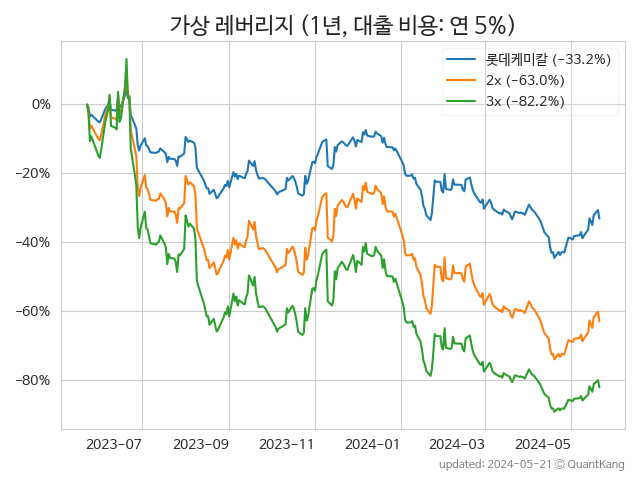 가상 레버리지 (1년, 대출 비용: 연 5%)
롯데케미칼 (−33.2%)
2x (−63.0%)
3x (−82.2%)
0%
−20%
−40%
−60%
−80%
2023-07 2023-09 2023-11 2024-01 2024-03 2024-05
updated: 2024-05-21 © QuantKang